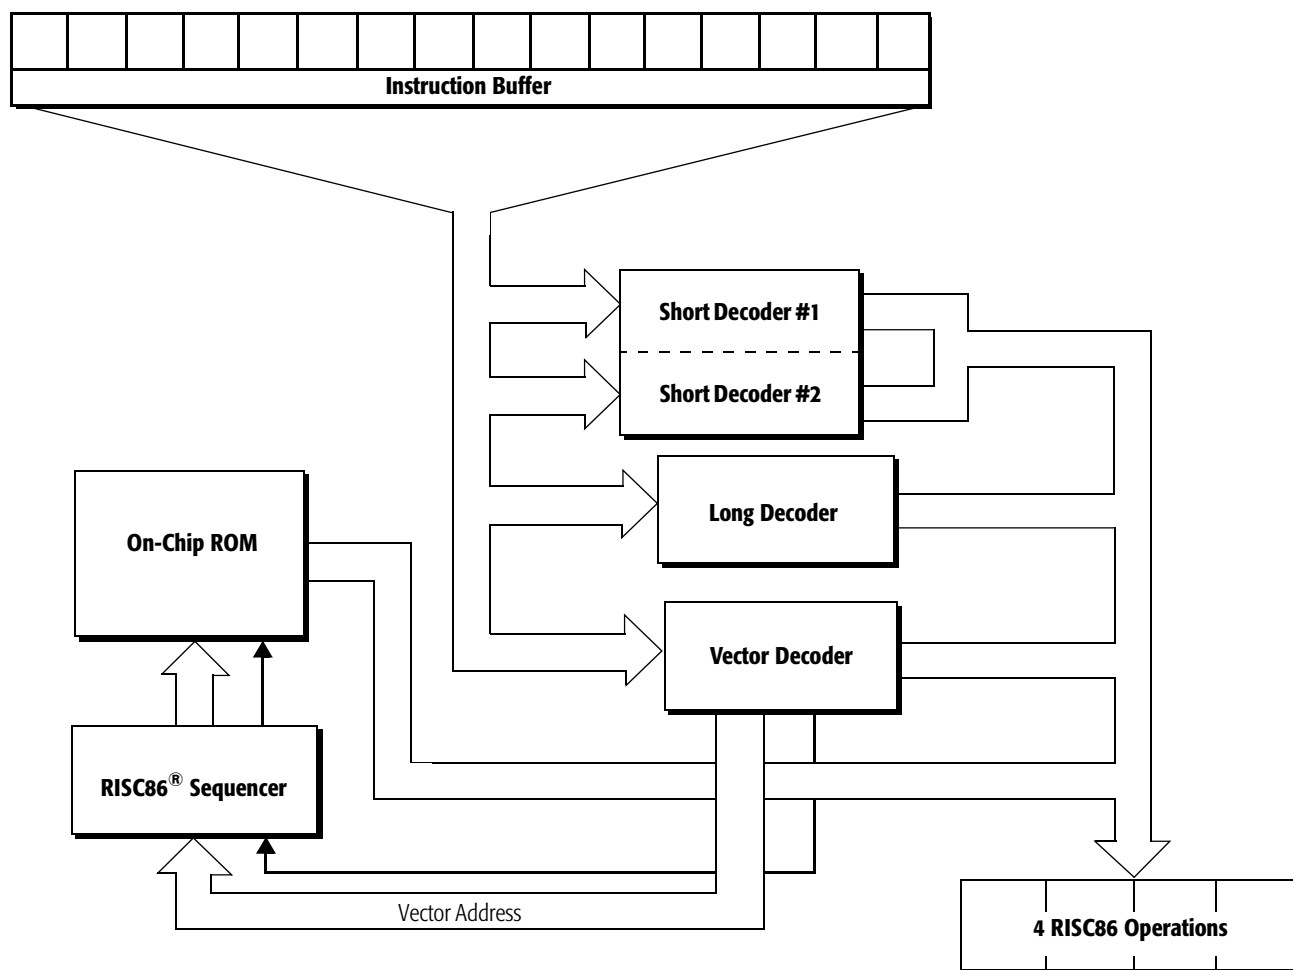 Instruction Buffer
Short Decoder #1
Short Decoder #2
Long Decoder
On-Chip ROM
Vector Decoder
RISC86® Sequencer
Vector Address
4 RISC86 Operations